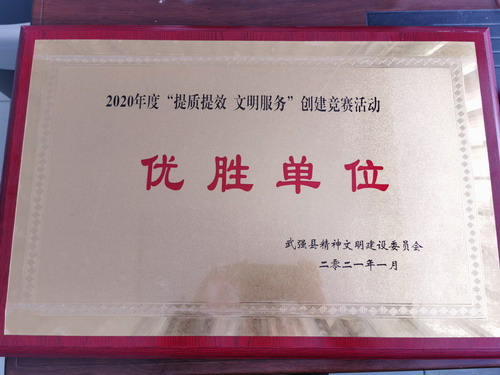 2020年度“提质提效 文明服务”创建竞赛活动
优胜单位
武强县精神文明建设委员会
二零二一年一月